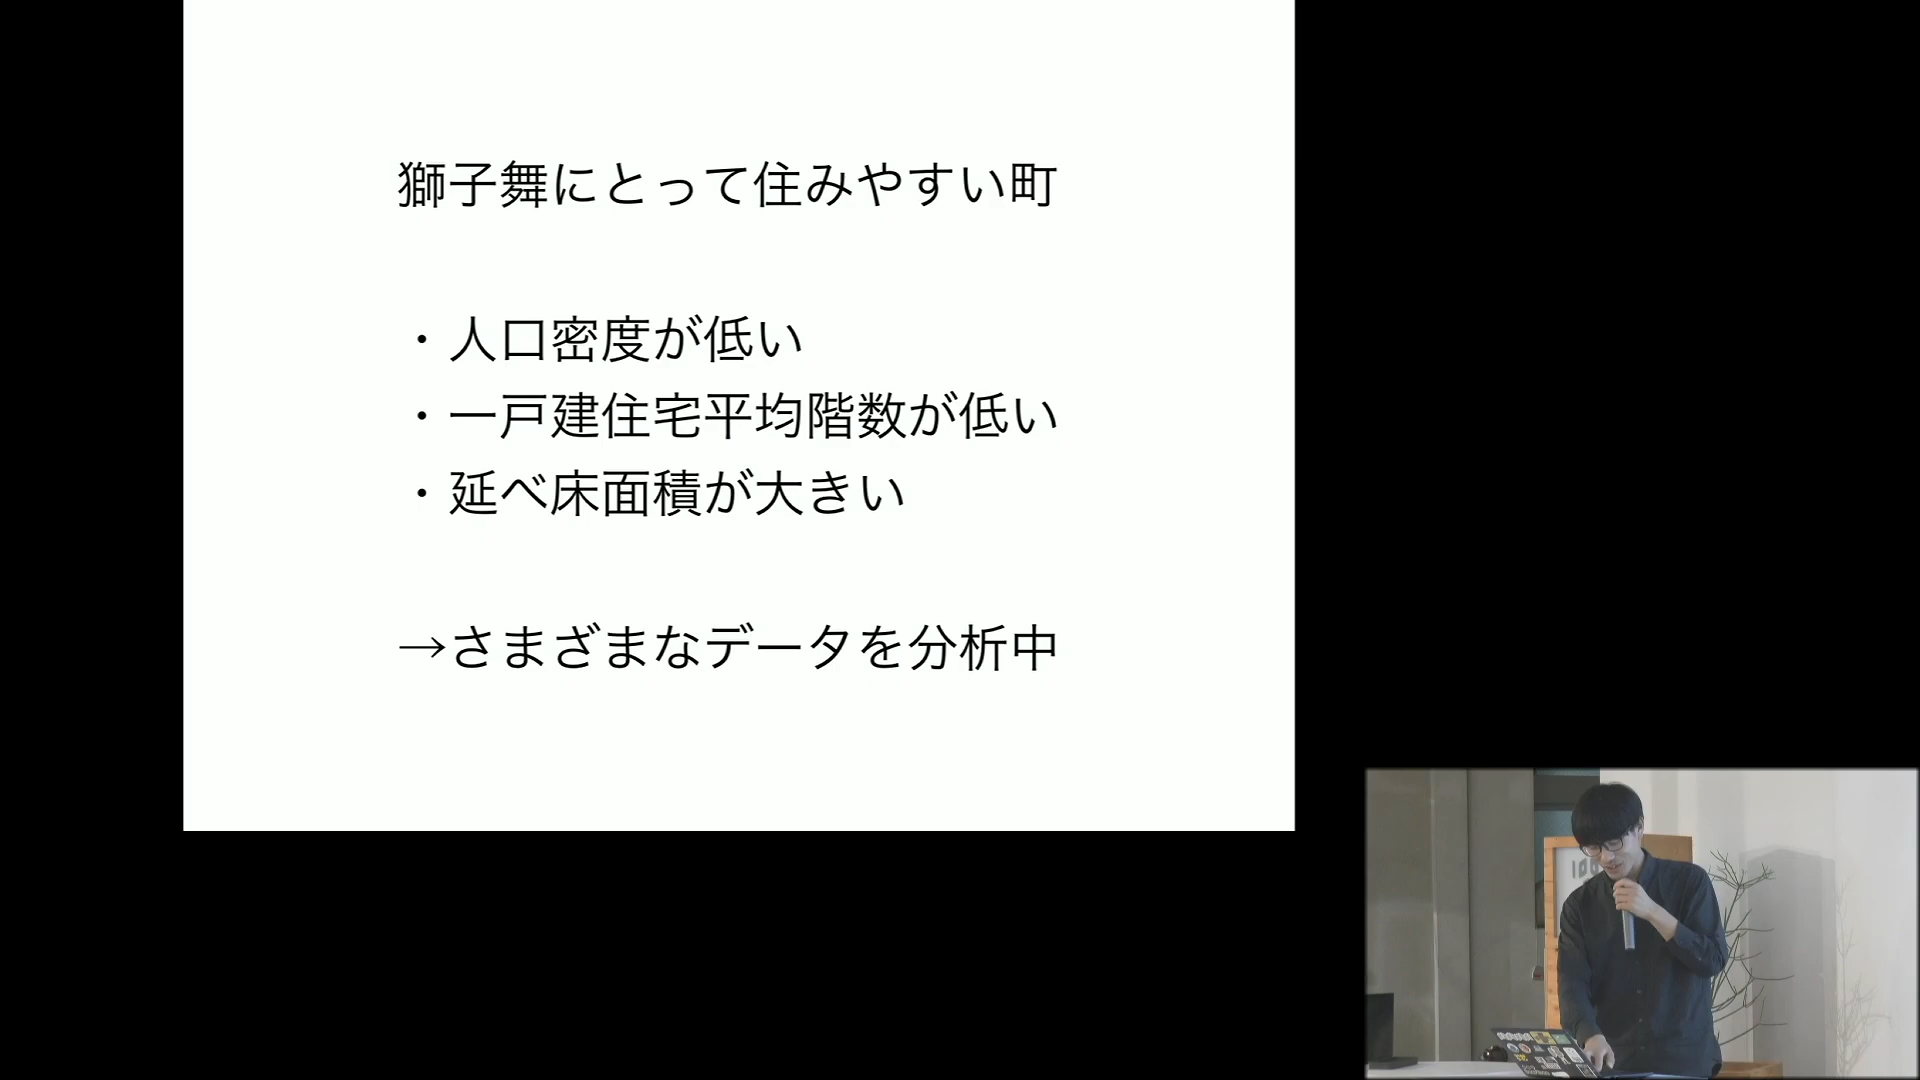 獅子舞にとって住みやすい町
・人口密度が低い
・一戸建住宅平均階数が低い
・延べ床面積が大きい
→さまざまなデータを分析中